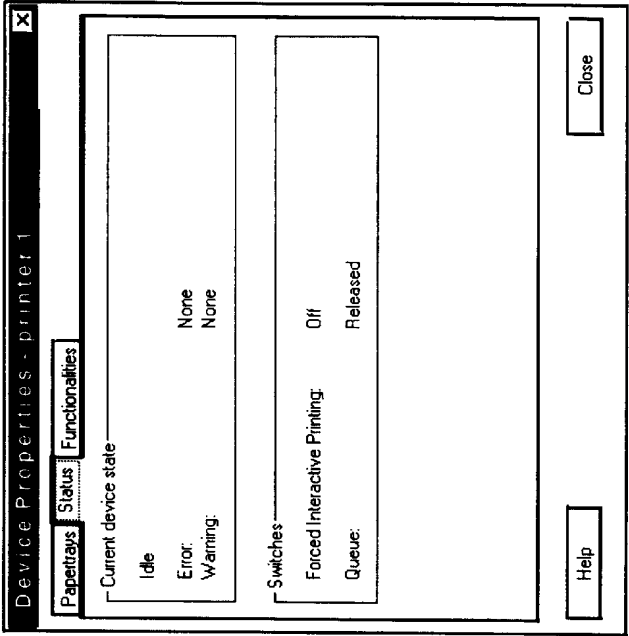 Device Properties - printer 1
Papertrays Status Functionalities
Current device state
Idle
Error: None
Warning: None
Switches
Forced Interactive Printing: Off
Queue: Released
Help Close